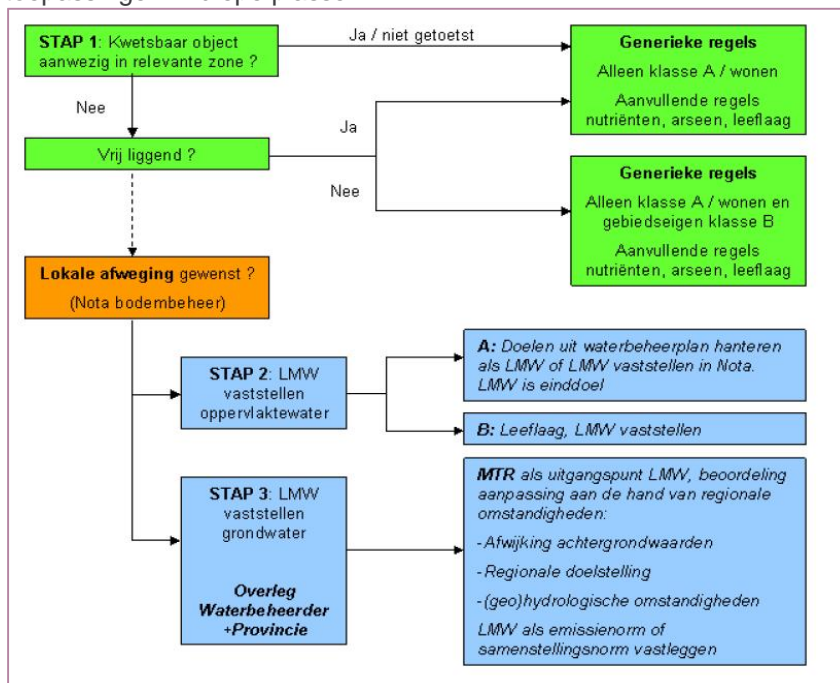 STAP 1: Kwetsbaar object
aanwezig in relevante zone ?
Ja / niet getoetst
Generieke regels
Alleen klasse A / wonen
Aanvullende regels
nutriënten, arseen, leeflaag
Nee
Vrij liggend ?
Ja
Nee
Generieke regels
Alleen klasse A / wonen en
gebiedseigen klasse B
Aanvullende regels
nutriënten, arseen, leeflaag
Lokale afweging gewenst ?
(Nota bodembeheer)
STAP 2: LMW
vaststellen
oppervlaktewater
A: Doelen uit waterbeheerplan hanteren
als LMW of LMW vaststellen in Nota.
LMW is einddoel
B: Leeflaag, LMW vaststellen
STAP 3: LMW
vaststellen
grondwater
Overleg
Waterbeheerder
+Provincie
MTR als uitgangspunt LMW, beoordeling
aanpassing aan de hand van regionale
omstandigheden:
-Afwijking achtergrondwaarden
-Regionale doelstelling
-(geo)hydrologische omstandigheden
LMW als emissienorm of
samenstellingsnorm vastleggen